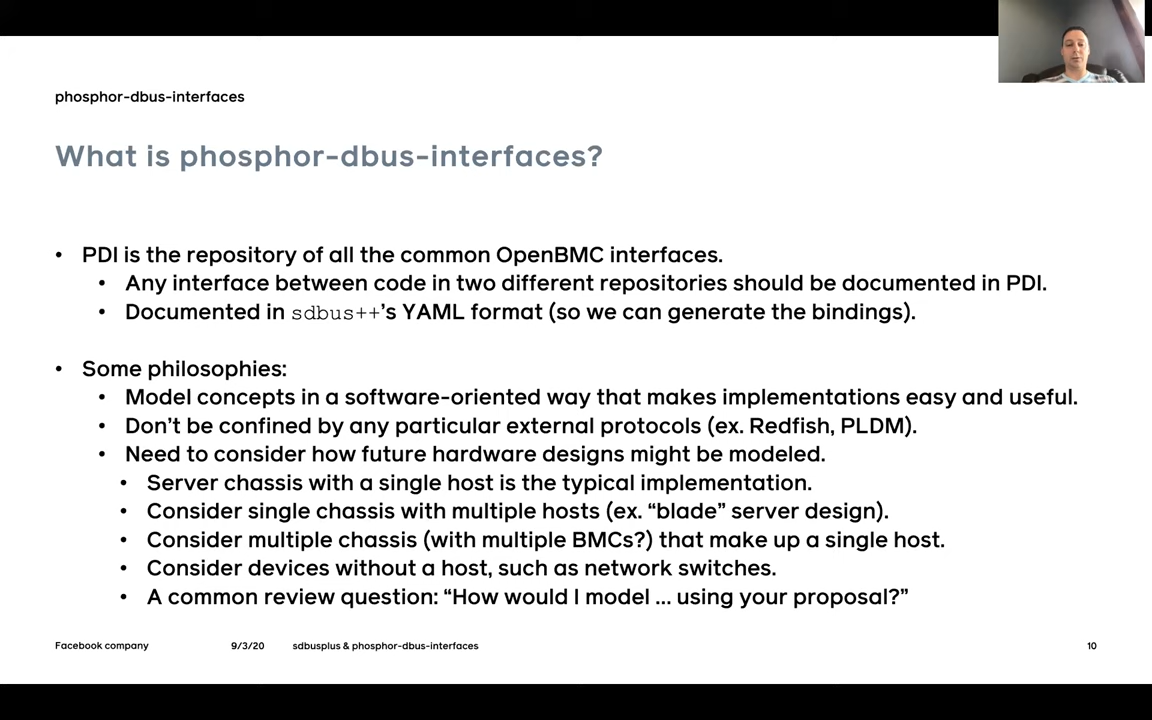 phosphor-dbus-interfaces
What is phosphor-dbus-interfaces?
• PDI is the repository of all the common OpenBMC interfaces.
• Any interface between code in two different repositories should be documented in PDI.
• Documented in sdbus++’s YAML format (so we can generate the bindings).
• Some philosophies:
• Model concepts in a software-oriented way that makes implementations easy and useful.
• Don’t be confined by any particular external protocols (ex. Redfish, PLDM).
• Need to consider how future hardware designs might be modeled.
• Server chassis with a single host is the typical implementation.
• Consider single chassis with multiple hosts (ex. “blade” server design).
• Consider multiple chassis (with multiple BMCs?) that make up a single host.
• Consider devices without a host, such as network switches.
• A common review question: “How would I model ... using your proposal?”
Facebook company 9/3/20 sdbusplus & phosphor-dbus-interfaces 10